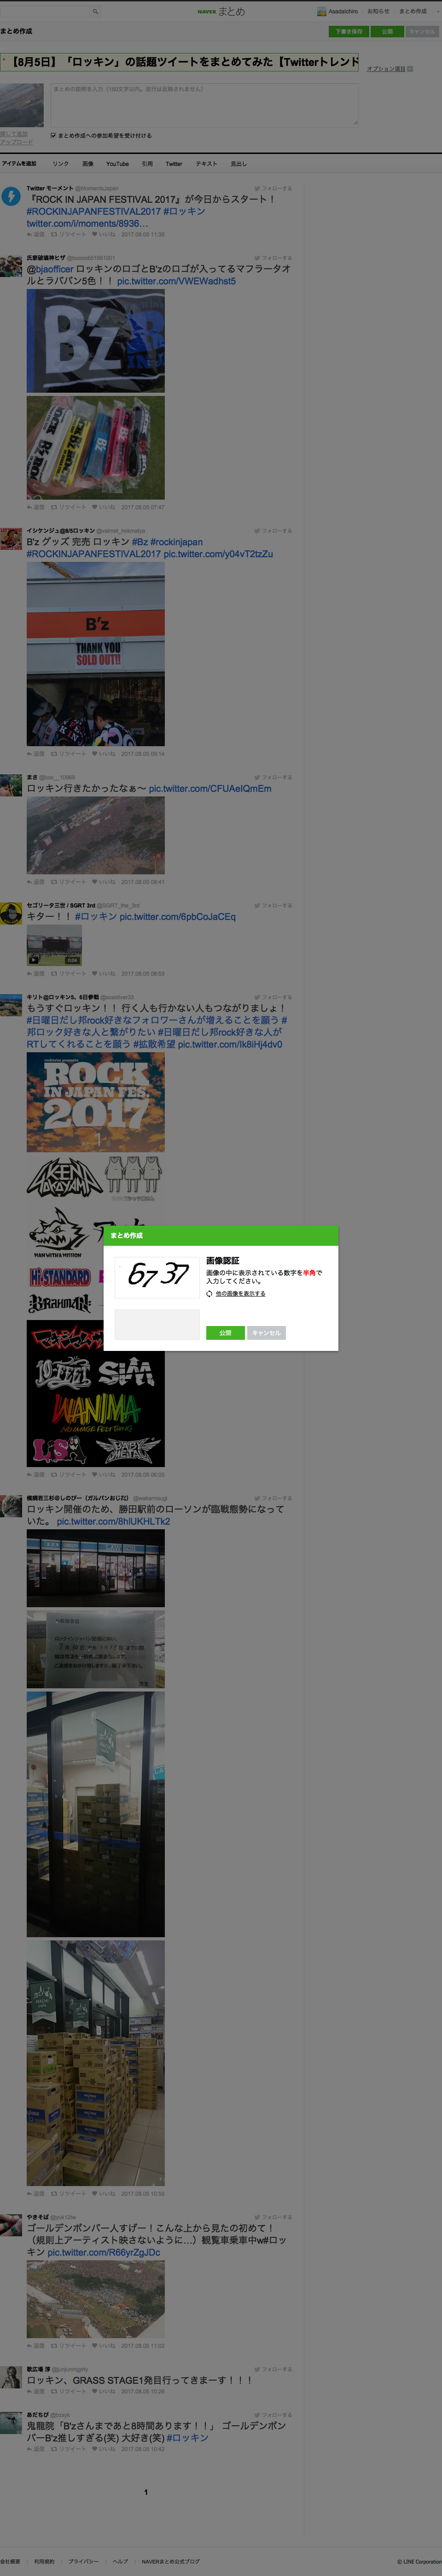 NAVER まとめ
Asadaichiro お知らせ まとめ作成
まとめ作成
下書き保存 公開 キャンセル
【8月5日】「ロッキン」の話題ツイートをまとめてみた【Twitterトレンド
オプション項目
まとめの説明を入力（160文字以内。改行は反映されません）
探して追加
アップロード
まとめ作成への参加希望を受け付ける
アイテムを追加 リンク 画像 YouTube 引用 Twitter テキスト 見出し
Twitter モーメント @MomentsJapan フォローする
『ROCK IN JAPAN FESTIVAL 2017』が今日からスタート！
#ROCKINJAPANFESTIVAL2017 #ロッキン
twitter.com/i/moments/8936…
返信 リツイート いいね 2017.08.05 11:39
フォローする
@bjaofficer ロッキンのロゴとB'zのロゴが入ってるマフラータオ
ルとラババン5色！！ pic.twitter.com/VWEWadhst5
B'z
返信 リツイート いいね 2017.08.05 07:47
イシケンジュ@8/5ロッキン フォローする
B'z グッズ 完売 ロッキン #Bz #rockinjapan
#ROCKINJAPANFESTIVAL2017 pic.twitter.com/y04vT2tzZu
B'z
THANK YOU
SOLD OUT!!
返信 リツイート いいね
まき フォローする
ロッキン行きたかったなぁ〜 pic.twitter.com/CFUAeIQmEm
返信 リツイート いいね 2017.08.05 08:41
セゴリータ三世 / SGRT 3rd @SGRT_the_3rd フォローする
キター！！ #ロッキン pic.twitter.com/6pbCoJaCEq
返信 リツイート いいね
キリト@ロッキン5、6日参戦 フォローする
もうすぐロッキン！！ 行く人も行かない人もつながりましょ！
#日曜日だし邦rock好きなフォロワーさんが増えることを願う #
邦ロック好きな人と繋がりたい #日曜日だし邦rock好きな人が
RTしてくれることを願う #拡散希望 pic.twitter.com/Ik8iHj4dv0
ROCK
IN JAPAN FES.
2017
MAN WITH A MISSION
Hi-STANDARD
BRAHMAN
10-FEET SiM
WANIMA
BABYMETAL
まとめ作成
6737
画像認証
画像の中に表示されている数字を半角で
入力してください。
他の画像を表示する
公開 キャンセル
返信 リツイート いいね
フォローする
ロッキン開催のため、勝田駅前のローソンが臨戦態勢になって
いた。 pic.twitter.com/8hlUKHLTk2
LAWSON
返信 リツイート いいね
やきそば フォローする
ゴールデンボンバー人すげー！こんな上から見たの初めて！
（規則上アーティスト映さないように…）観覧車乗車中w#ロッ
キン pic.twitter.com/R66yrZgJDc
返信 リツイート いいね 2017.08.05 11:03
歌広場 淳 フォローする
ロッキン、GRASS STAGE1発目行ってきまーす！！！
返信 リツイート いいね 2017.08.05 10:26
あだちび フォローする
鬼龍院「B'zさんまであと8時間あります！！」 ゴールデンボン
バーB'z推しすぎる(笑) 大好き(笑) #ロッキン
返信 リツイート いいね 2017.08.05 10:42
1
会社概要 利用規約 プライバシー ヘルプ NAVERまとめ公式ブログ © LINE Corporation